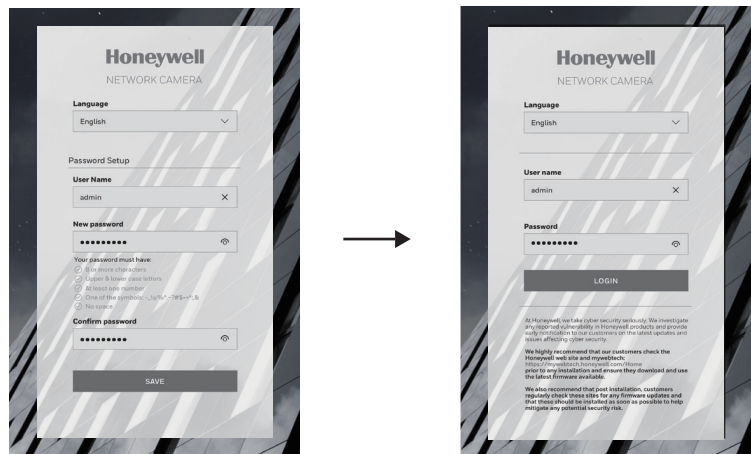 Honeywell
NETWORK CAMERA
Language
English
Password Setup
User Name
admin
New password
Your password must have:
8 or more characters
Upper & lower case letters
At least one number
One of the symbols:
No space
Confirm password
SAVE
Honeywell
NETWORK CAMERA
Language
English
User name
admin
Password
LOGIN
At Honeywell, we take cyber security seriously. We investigate
any reported vulnerability in Honeywell products and provide
early notification to our customers on the latest updates and
issues affecting cyber security.
We highly recommend that our customers check the
Honeywell web site and mywebtech:
https://mywebtech.honeywell.com/Home
prior to any installation and ensure they download and use
the latest firmware available.
We also recommend that post installation, customers
regularly check these sites for any firmware updates and
that these should be installed as soon as possible to help
mitigate any potential security risk.